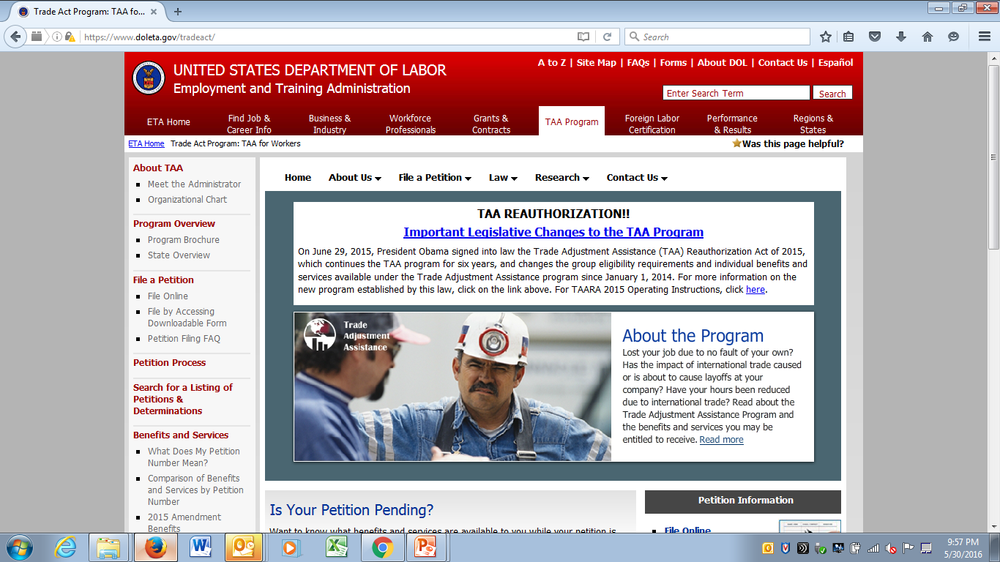 Trade Act Program: TAA fo...
https://www.doleta.gov/tradeact/
Search
UNITED STATES DEPARTMENT OF LABOR
Employment and Training Administration
A to Z | Site Map | FAQs | Forms | About DOL | Contact Us | Español
Enter Search Term
Search
ETA Home
Find Job &
Career Info
Business &
Industry
Workforce
Professionals
Grants &
Contracts
TAA Program
Foreign Labor
Certification
Performance
& Results
Regions &
States
ETA Home Trade Act Program: TAA for Workers
Was this page helpful?
About TAA
Meet the Administrator
Organizational Chart
Program Overview
Program Brochure
State Overview
File a Petition
File Online
File by Accessing
Downloadable Form
Petition Filing FAQ
Petition Process
Search for a Listing of
Petitions &
Determinations
Benefits and Services
What Does My Petition
Number Mean?
Comparison of Benefits
and Services by Petition
Number
2015 Amendment
Benefits
Home About Us File a Petition Law Research Contact Us
TAA REAUTHORIZATION!!
Important Legislative Changes to the TAA Program
On June 29, 2015, President Obama signed into law the Trade Adjustment Assistance (TAA) Reauthorization Act of 2015,
which continues the TAA program for six years, and changes the group eligibility requirements and individual benefits and
services available under the Trade Adjustment Assistance program since January 1, 2014. For more information on the
new program established by this law, click on the link above. For TAARA 2015 Operating Instructions, click here.
Trade
Adjustment
Assistance
About the Program
Lost your job due to no fault of your own?
Has the impact of international trade caused
or is about to cause layoffs at your
company? Have your hours been reduced
due to international trade? Read about the
Trade Adjustment Assistance Program and
the benefits and services you may be
entitled to receive. Read more
Is Your Petition Pending?
Want to know what benefits and services are available to you while your petition is
Petition Information
File Online
9:57 PM
5/30/2016